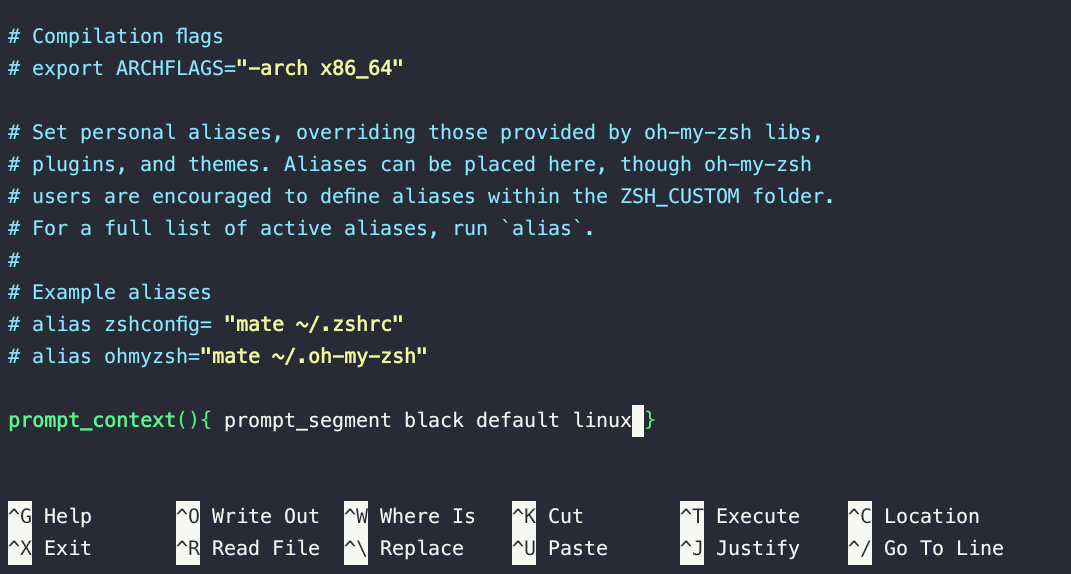 # Compilation flags
# export ARCHFLAGS="-arch x86_64"
# Set personal aliases, overriding those provided by oh-my-zsh libs,
# plugins, and themes. Aliases can be placed here, though oh-my-zsh
# users are encouraged to define aliases within the ZSH_CUSTOM folder.
# For a full list of active aliases, run `alias`.
#
# Example aliases
# alias zshconfig= "mate ~/.zshrc"
# alias ohmyzsh="mate ~/.oh-my-zsh"
prompt_context(){ prompt_segment black default linux }
^G Help ^O Write Out ^W Where Is ^K Cut ^T Execute ^C Location
^X Exit ^R Read File ^\ Replace ^U Paste ^J Justify ^/ Go To Line